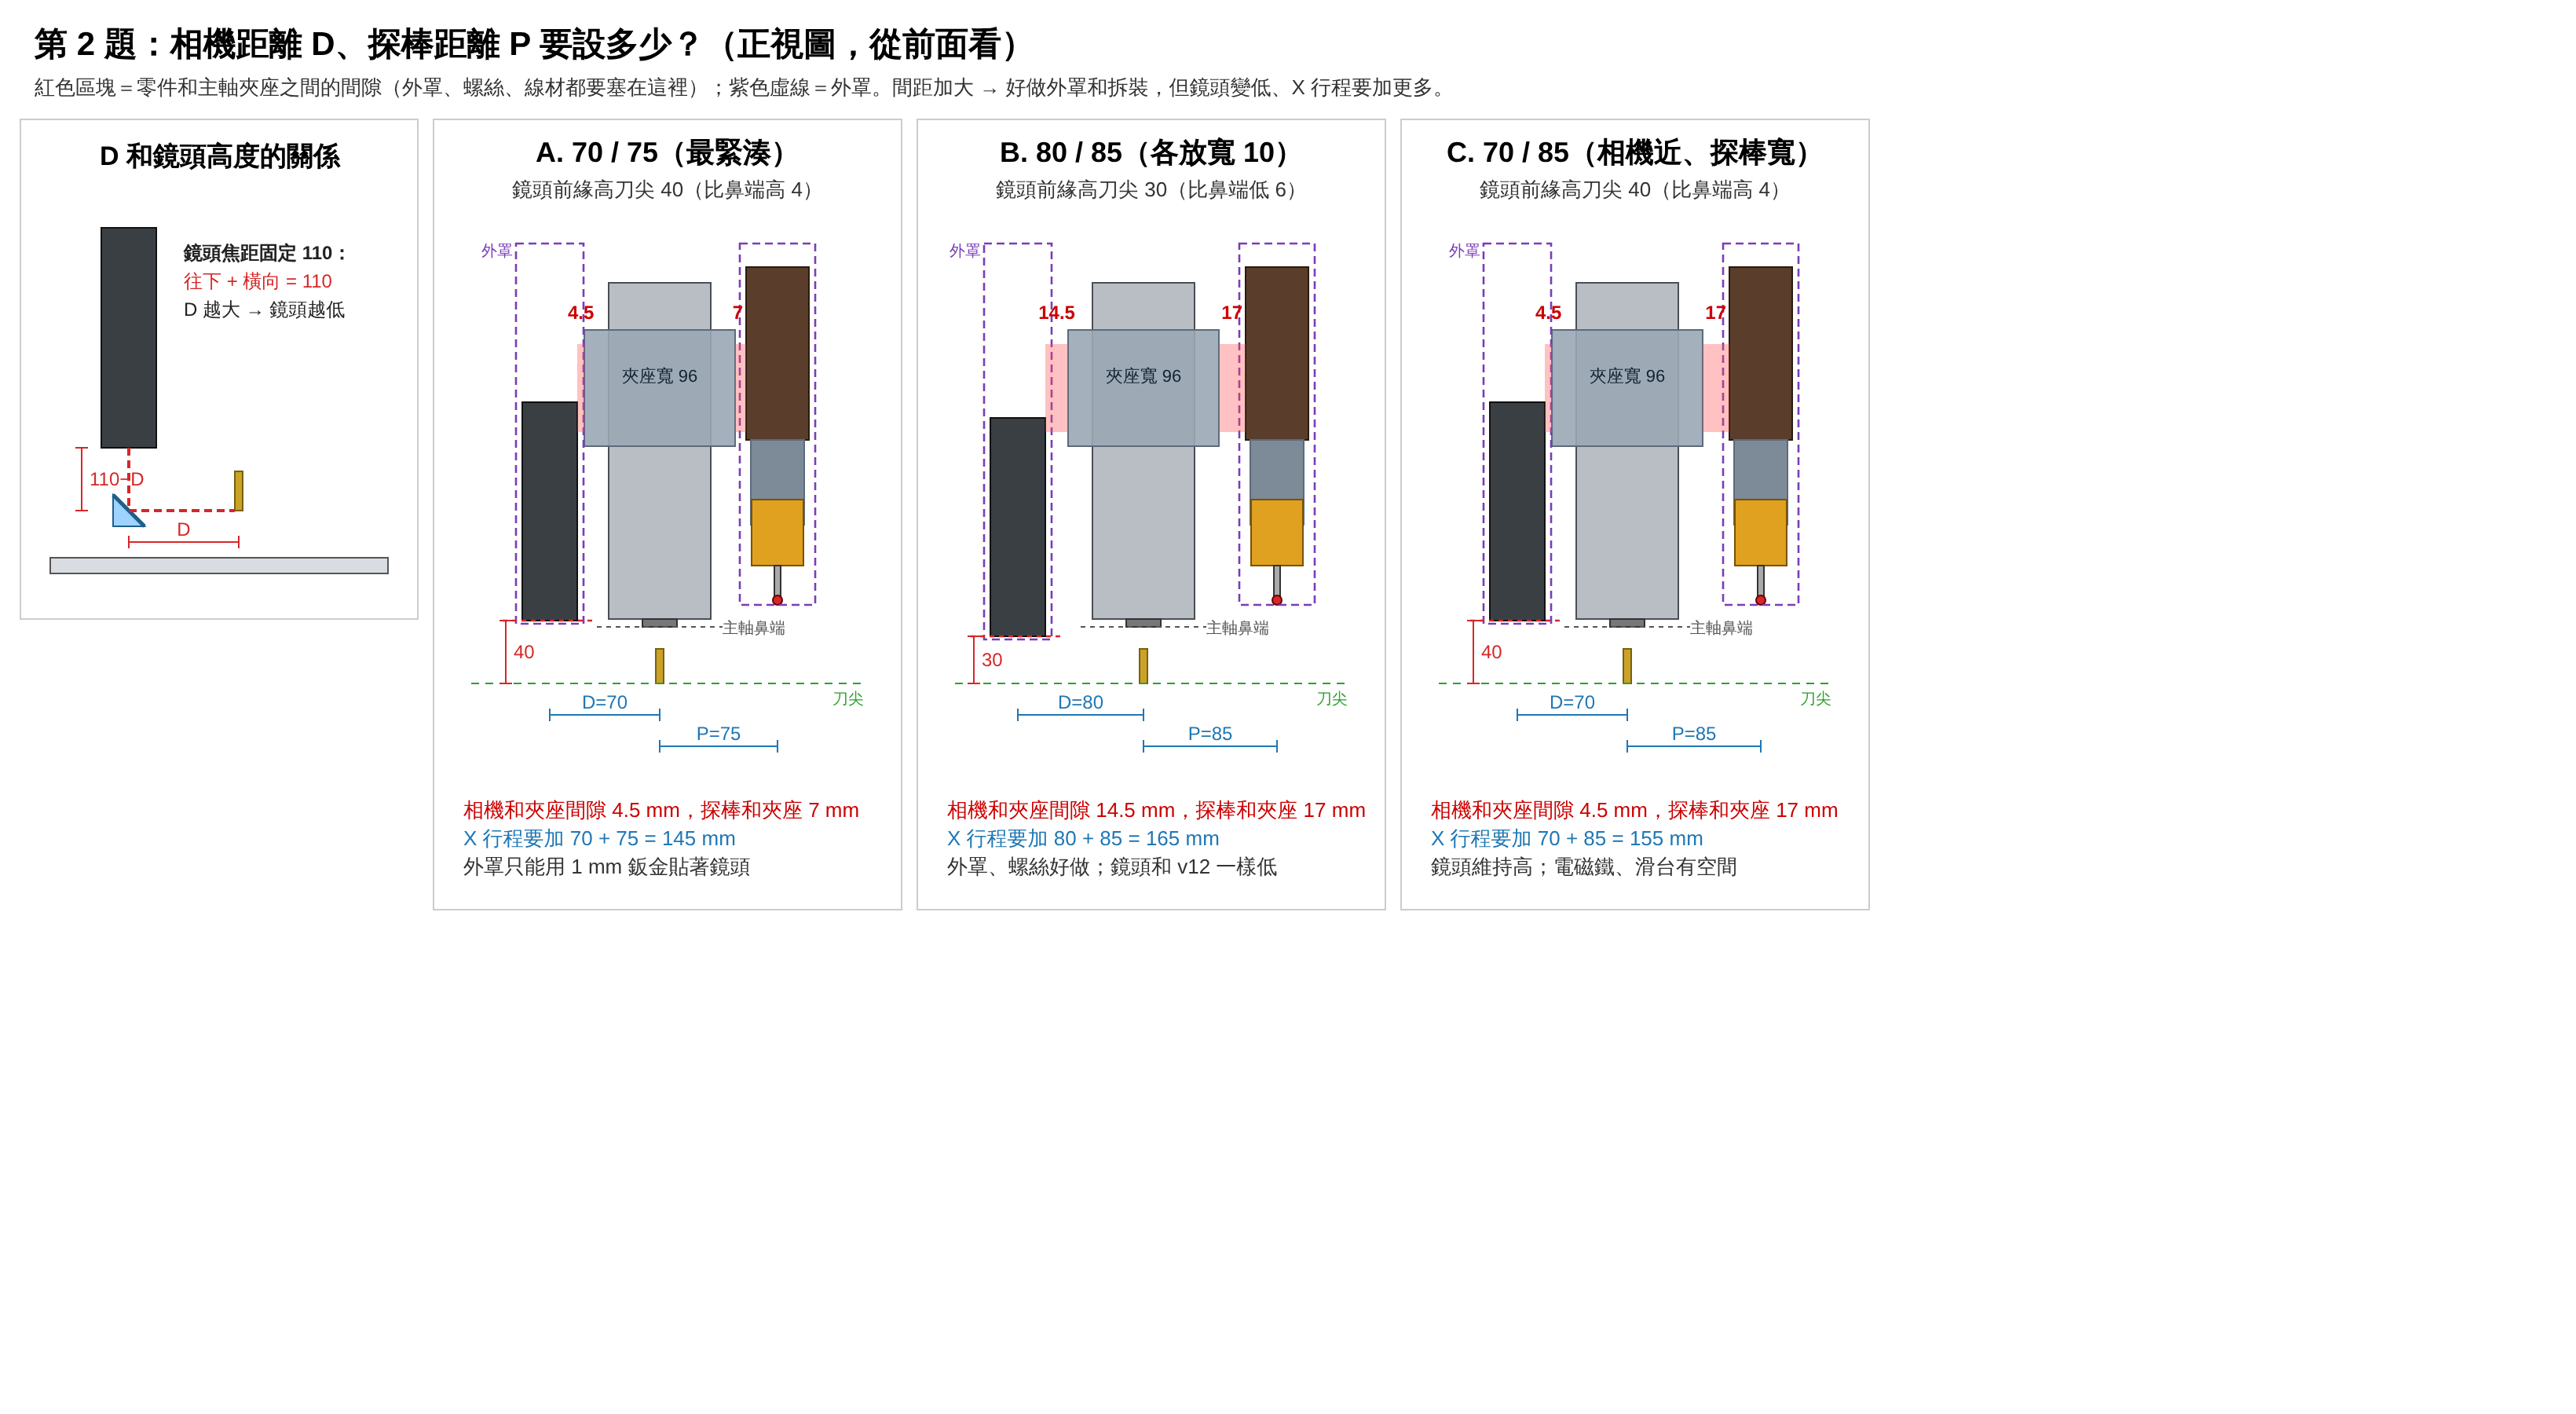 第 2 題：相機距離 D、探棒距離 P 要設多少？（正視圖，從前面看）
紅色區塊＝零件和主軸夾座之間的間隙（外罩、螺絲、線材都要塞在這裡）；紫色虛線＝外罩。間距加大 → 好做外罩和拆裝，但鏡頭變低、X 行程要加更多。
D 和鏡頭高度的關係
鏡頭焦距固定 110：
往下 + 橫向 = 110
D 越大 → 鏡頭越低
110−D
D
A. 70 / 75（最緊湊）
鏡頭前緣高刀尖 40（比鼻端高 4）
外罩
4.5
7
夾座寬 96
主軸鼻端
40
刀尖
D=70
P=75
相機和夾座間隙 4.5 mm，探棒和夾座 7 mm
X 行程要加 70 + 75 = 145 mm
外罩只能用 1 mm 鈑金貼著鏡頭
B. 80 / 85（各放寬 10）
鏡頭前緣高刀尖 30（比鼻端低 6）
外罩
14.5
17
夾座寬 96
主軸鼻端
30
刀尖
D=80
P=85
相機和夾座間隙 14.5 mm，探棒和夾座 17 mm
X 行程要加 80 + 85 = 165 mm
外罩、螺絲好做；鏡頭和 v12 一樣低
C. 70 / 85（相機近、探棒寬）
鏡頭前緣高刀尖 40（比鼻端高 4）
外罩
4.5
17
夾座寬 96
主軸鼻端
40
刀尖
D=70
P=85
相機和夾座間隙 4.5 mm，探棒和夾座 17 mm
X 行程要加 70 + 85 = 155 mm
鏡頭維持高；電磁鐵、滑台有空間